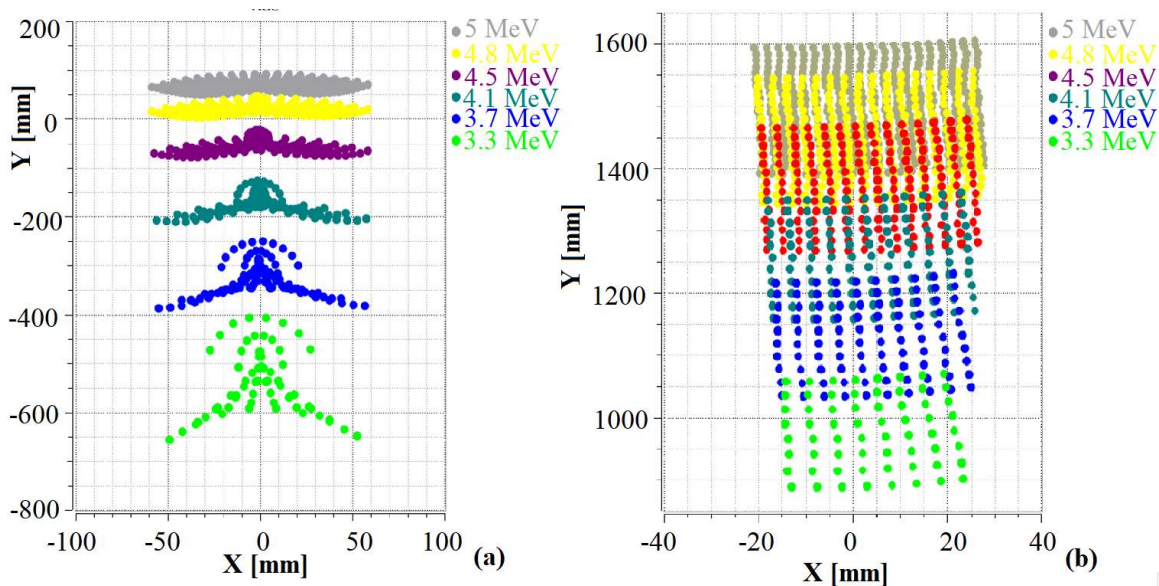 200
0
-200
-400
-600
-800
Y [mm]
-100
-50
0
50
100
X [mm]
(a)
5 MeV
4.8 MeV
4.5 MeV
4.1 MeV
3.7 MeV
3.3 MeV
1600
1400
1200
1000
Y [mm]
-40
-20
0
20
40
X [mm]
(b)
5 MeV
4.8 MeV
4.5 MeV
4.1 MeV
3.7 MeV
3.3 MeV